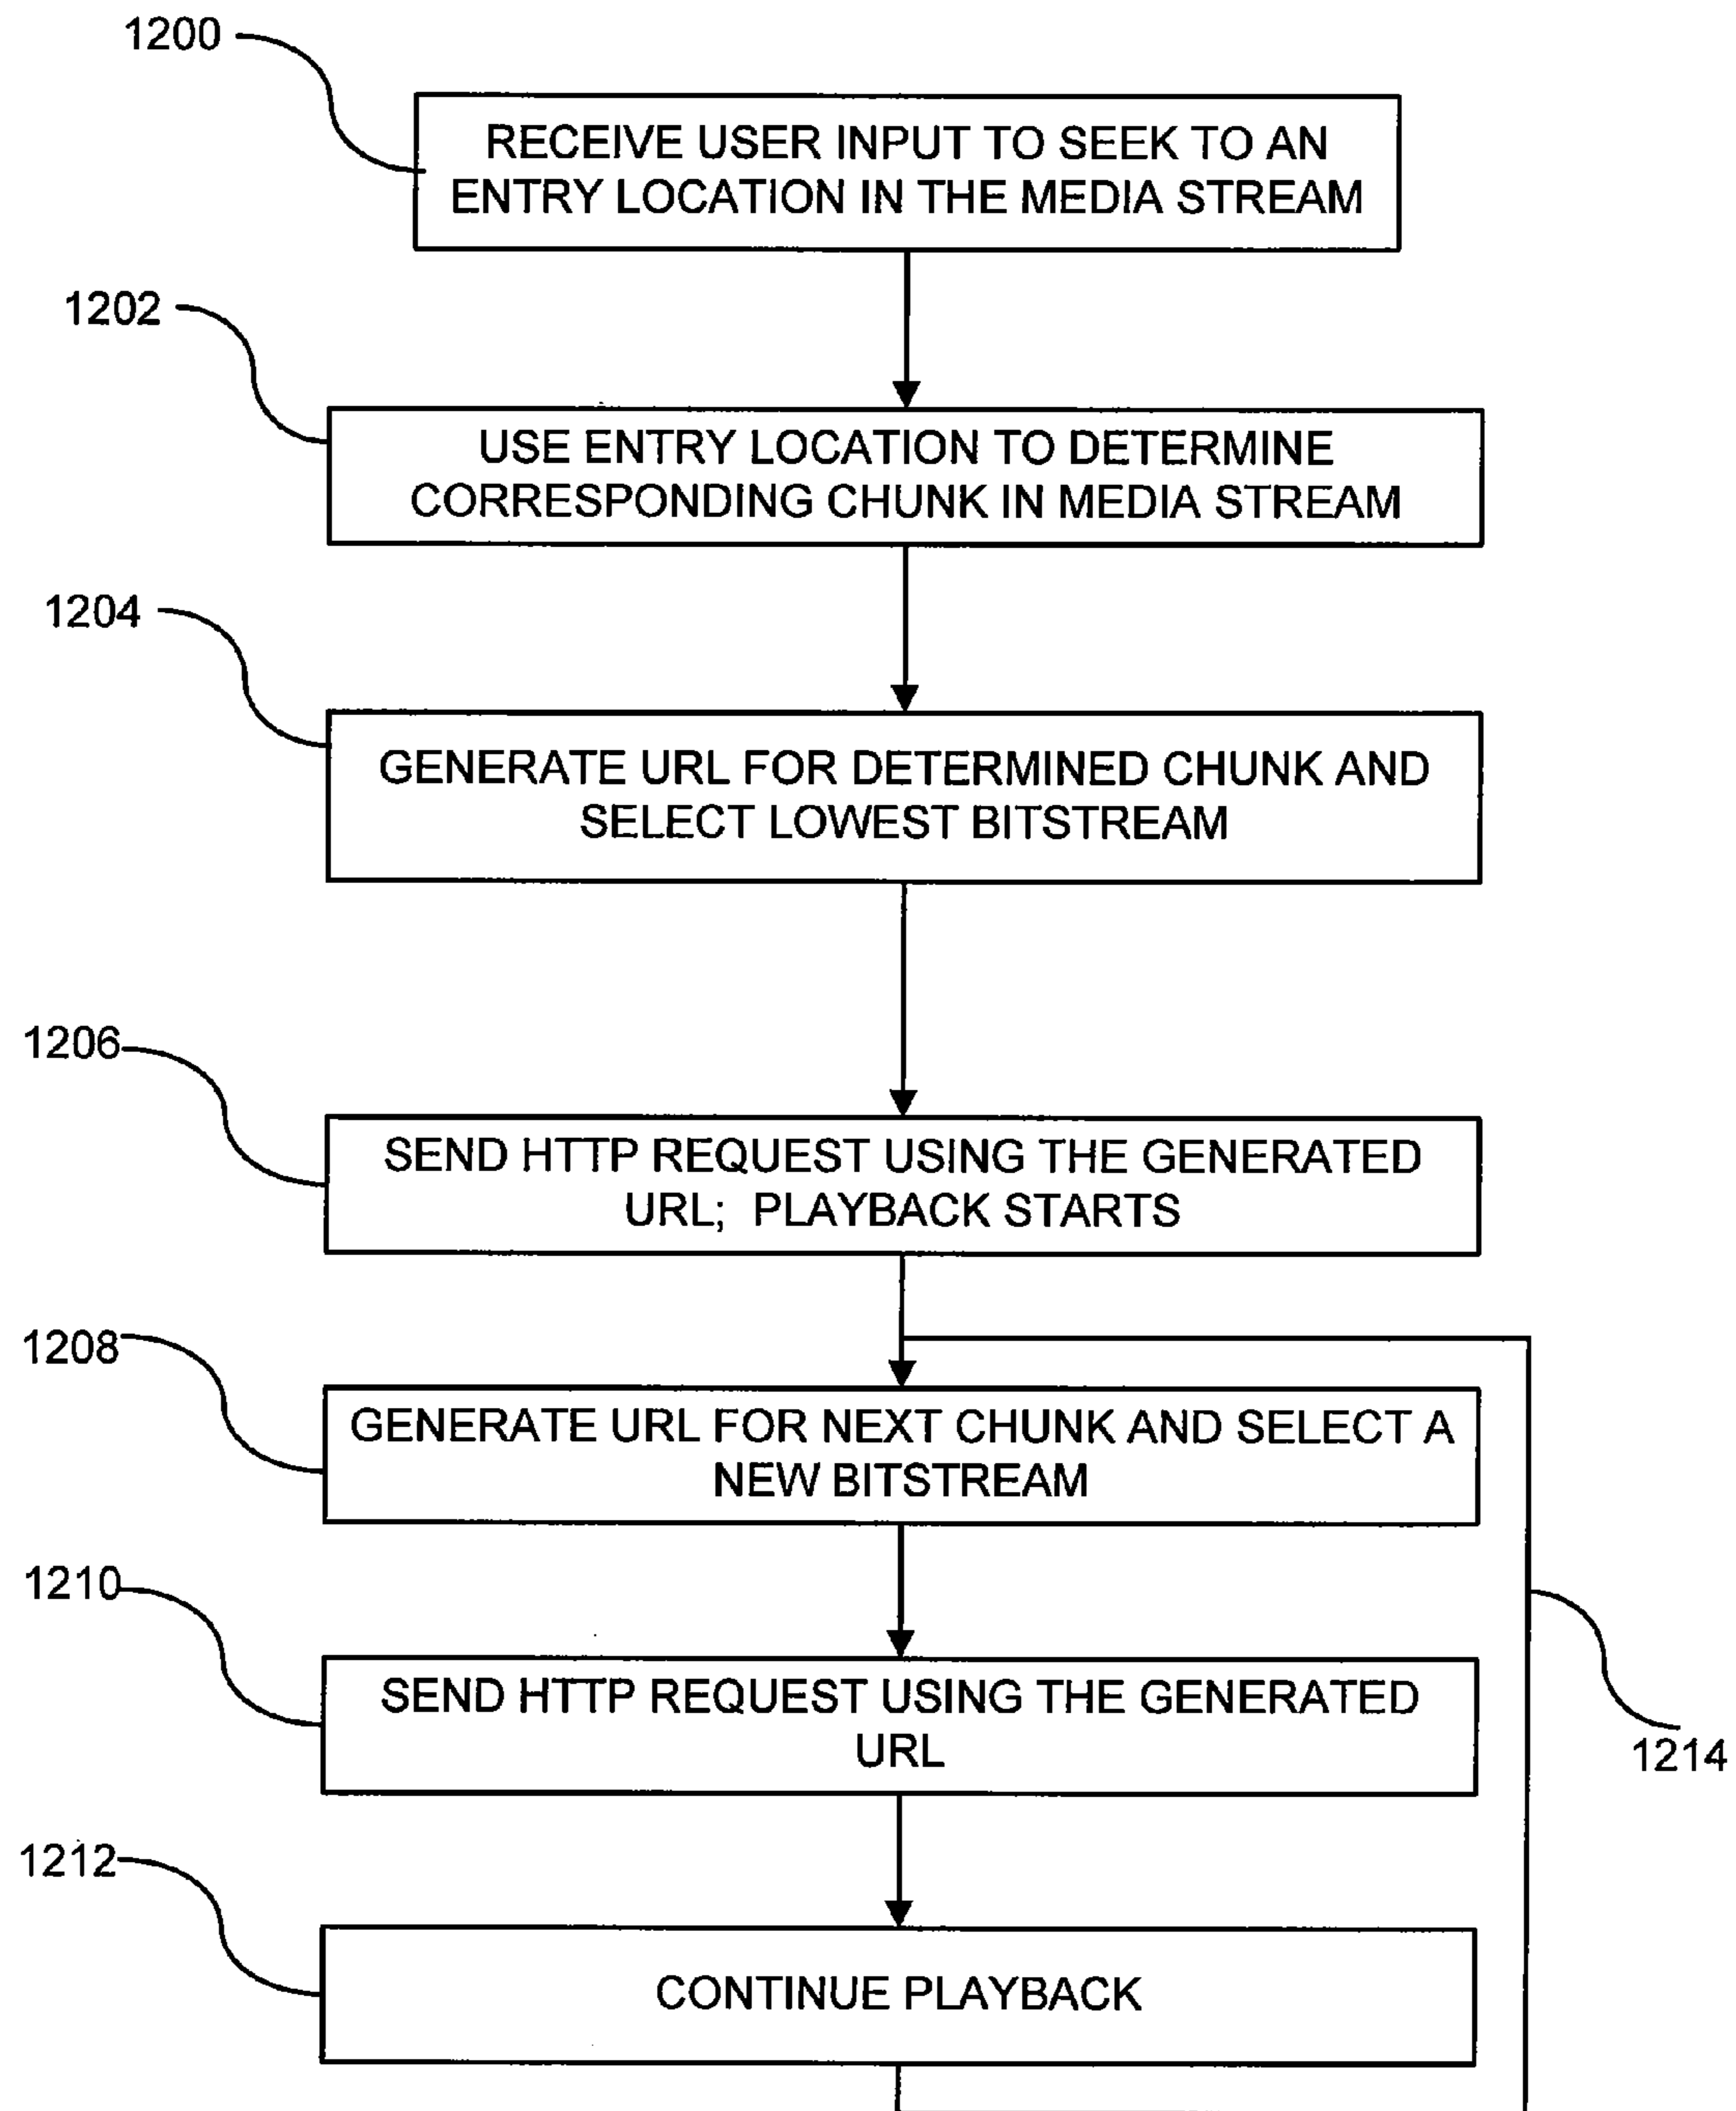 1200
RECEIVE USER INPUT TO SEEK TO AN
ENTRY LOCATION IN THE MEDIA STREAM
1202
USE ENTRY LOCATION TO DETERMINE
CORRESPONDING CHUNK IN MEDIA STREAM
1204
GENERATE URL FOR DETERMINED CHUNK AND
SELECT LOWEST BITSTREAM
1206
SEND HTTP REQUEST USING THE GENERATED
URL; PLAYBACK STARTS
1208
GENERATE URL FOR NEXT CHUNK AND SELECT A
NEW BITSTREAM
1210
SEND HTTP REQUEST USING THE GENERATED
URL
1214
1212
CONTINUE PLAYBACK